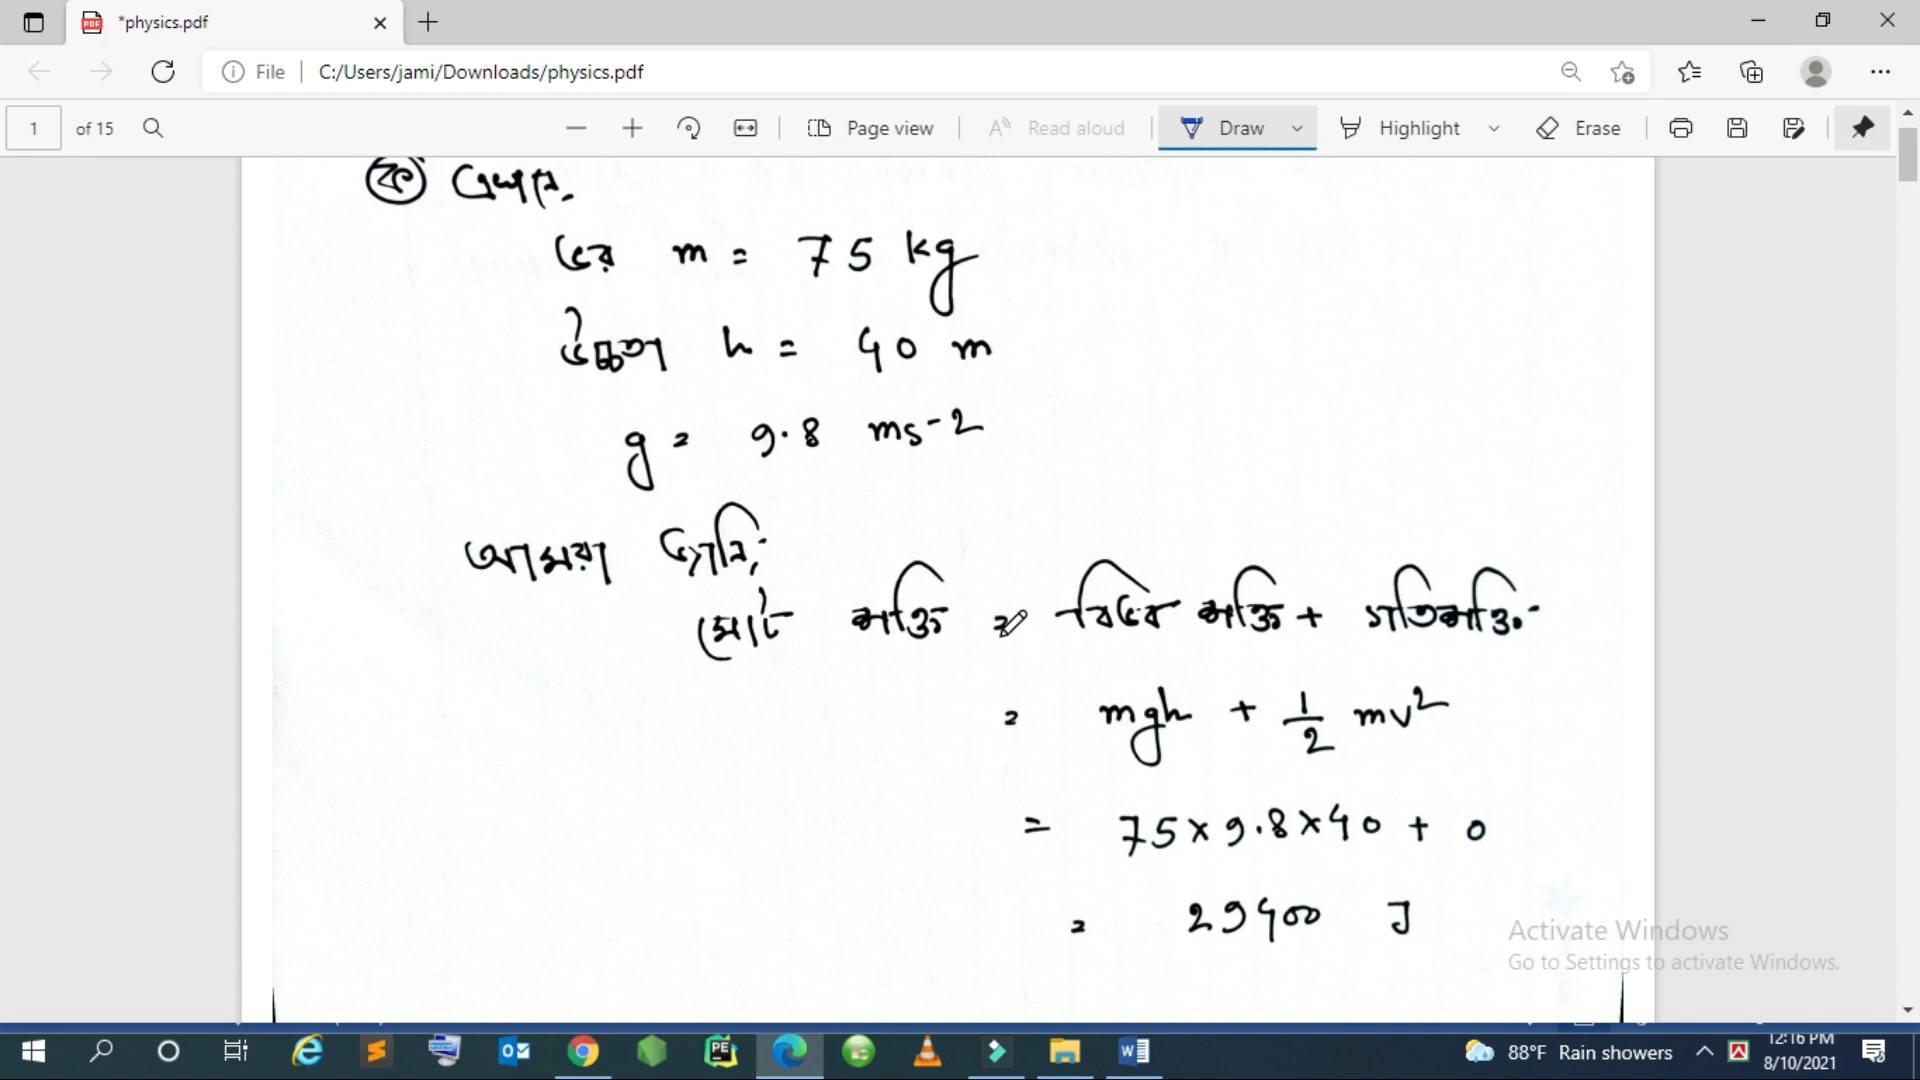 *physics.pdf
File C:/Users/jami/Downloads/physics.pdf
1 of 15 Page view Read aloud Draw Highlight Erase
ক
ভর m = 75 kg
উচ্চতা h = 40 m
g = 9.8 ms-2
আমরা জানি,
মোট শক্তি = বিভব শক্তি + গতিশক্তি
= mgh + 1/2 mv²
= 75 x 9.8 x 40 + 0
= 29400 J
Activate Windows
Go to Settings to activate Windows.
88°F Rain showers
12:16 PM
8/10/2021